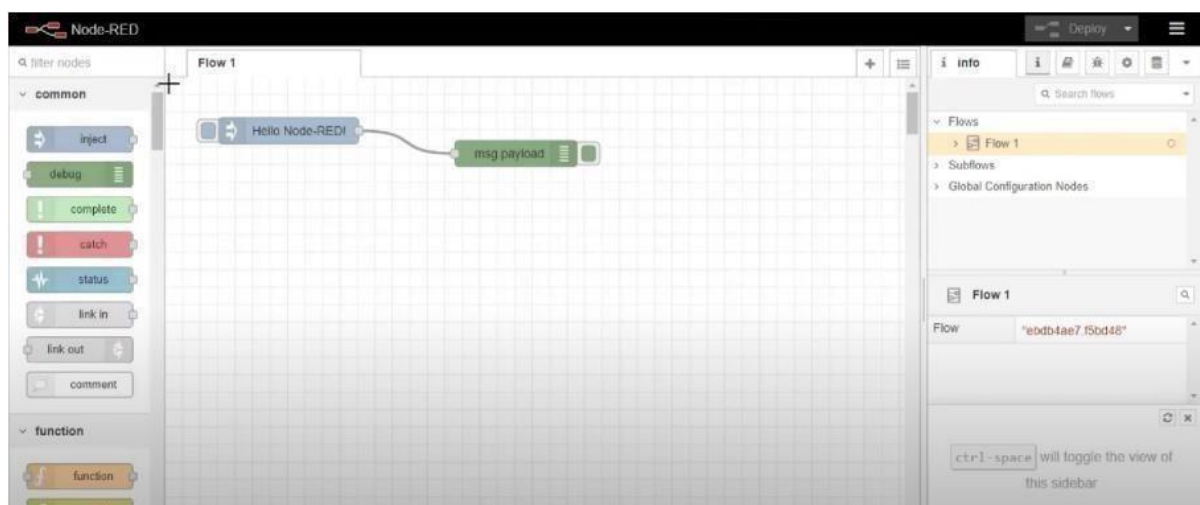 Node-RED
Deploy
filter nodes
Flow 1
info
common
Search flows
Flows
Hello Node-RED!
inject
Flow 1
msg.payload
debug
Subflows
Global Configuration Nodes
complete
catch
status
Flow 1
link in
Flow "ebdb4ae7.f5bd48"
link out
comment
function
ctrl-space will toggle the view of
this sidebar
function